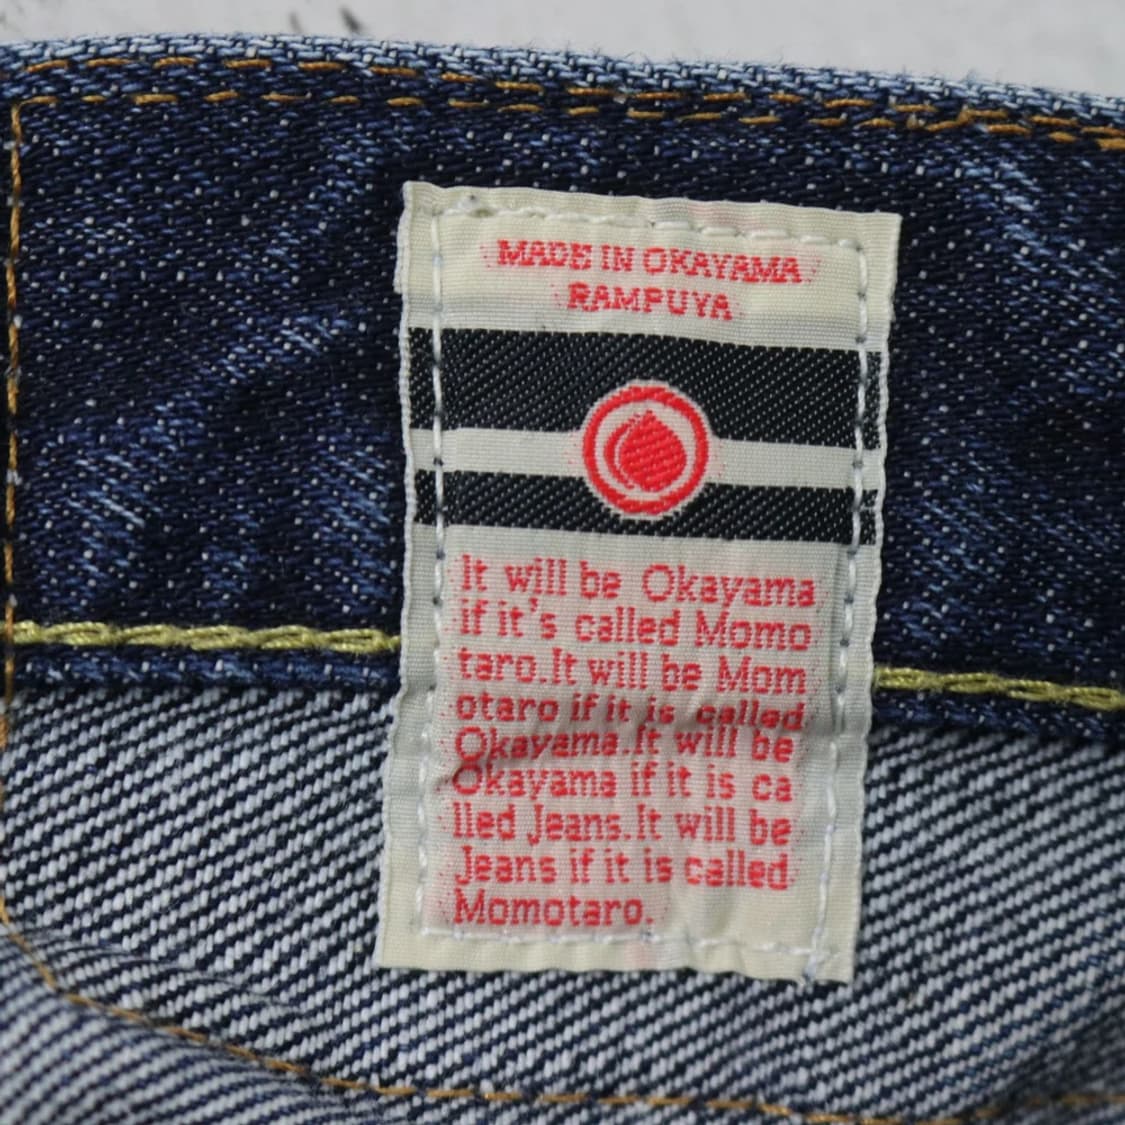 MADE IN OKAYAMA
RAMPUYA
It will be Okayama
if it's called Momo
taro.It will be Mom
otaro if it is called
Okayama.It will be
Okayama if it is ca
lled Jeans.It will be
Jeans if it is called
Momotaro.